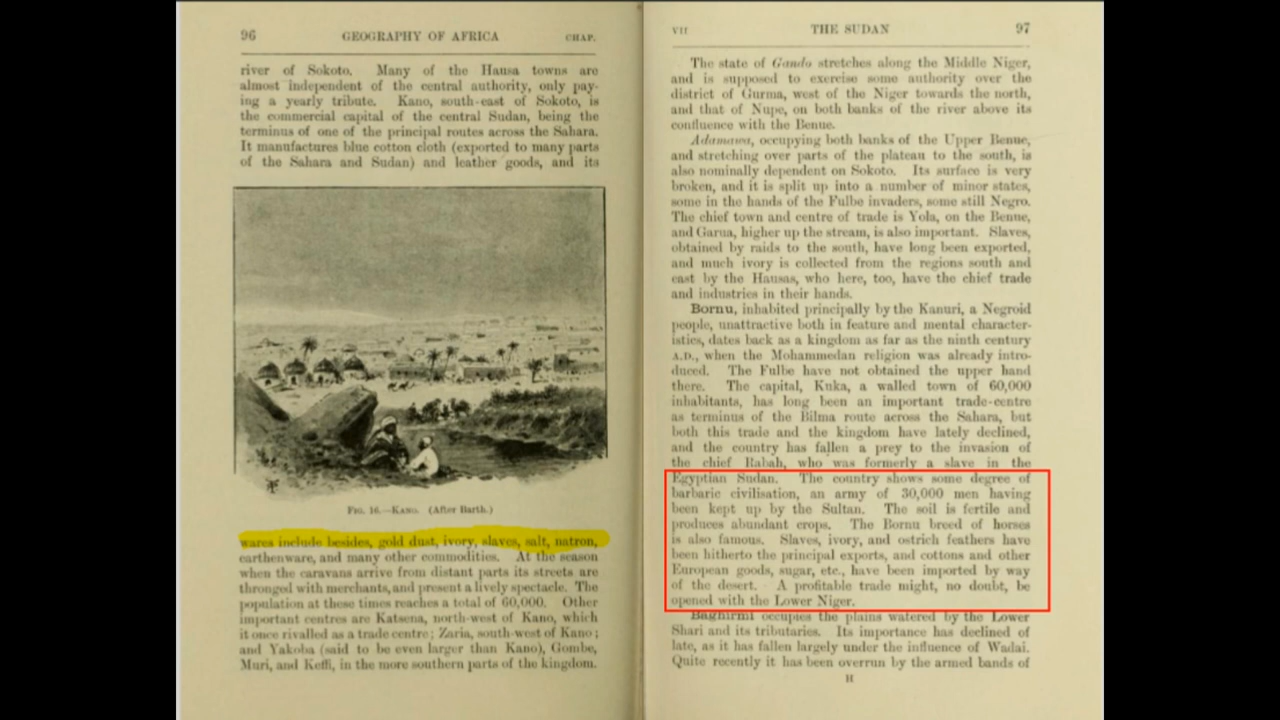 96 GEOGRAPHY OF AFRICA CHAP.
river of Sokoto. Many of the Hausa towns are
almost independent of the central authority, only pay-
ing a yearly tribute. Kano, south-east of Sokoto, is
the commercial capital of the central Sudan, being the
terminus of one of the principal routes across the Sahara.
It manufactures blue cotton cloth (exported to many parts
of the Sahara and Sudan) and leather goods, and its
FIG. 16.—KANO. (After Barth.)
wares include besides, gold dust, ivory, slaves, salt, natron,
earthenware, and many other commodities. At the season
when the caravans arrive from distant parts its streets are
thronged with merchants, and present a lively spectacle. The
population at these times reaches a total of 60,000. Other
important centres are Katsena, north-west of Kano, which
it once rivalled as a trade centre; Zaria, south-west of Kano;
and Yakoba (said to be even larger than Kano), Gombe,
Muri, and Keffi, in the more southern parts of the kingdom.
VII THE SUDAN 97
The state of Gando stretches along the Middle Niger,
and is supposed to exercise some authority over the
district of Gurma, west of the Niger towards the north,
and that of Nupe, on both banks of the river above its
confluence with the Benue.
Adamawa, occupying both banks of the Upper Benue,
and stretching over parts of the plateau to the south, is
also nominally dependent on Sokoto. Its surface is very
broken, and it is split up into a number of minor states,
some in the hands of the Fulbe invaders, some still Negro.
The chief town and centre of trade is Yola, on the Benue,
and Garua, higher up the stream, is also important. Slaves,
obtained by raids to the south, have long been exported,
and much ivory is collected from the regions south and
east by the Hausas, who here, too, have the chief trade
and industries in their hands.
Bornu, inhabited principally by the Kanuri, a Negroid
people, unattractive both in feature and mental character-
istics, dates back as a kingdom as far as the ninth century
A.D., when the Mohammedan religion was already intro-
duced. The Fulbe have not obtained the upper hand
there. The capital, Kuka, a walled town of 60,000
inhabitants, has long been an important trade-centre
as terminus of the Bilma route across the Sahara, but
both this trade and the kingdom have lately declined,
and the country has fallen a prey to the invasion of
the chief Rabah, who was formerly a slave in the
Egyptian Sudan. The country shows some degree of
barbaric civilisation, an army of 30,000 men having
been kept up by the Sultan. The soil is fertile and
produces abundant crops. The Bornu breed of horses
is also famous. Slaves, ivory, and ostrich feathers have
been hitherto the principal exports, and cottons and other
European goods, sugar, etc., have been imported by way
of the desert. A profitable trade might, no doubt, be
opened with the Lower Niger.
Baghirmi occupies the plains watered by the Lower
Shari and its tributaries. Its importance has declined of
late, as it has fallen largely under the influence of Wadai.
Quite recently it has been overrun by the armed bands of
H